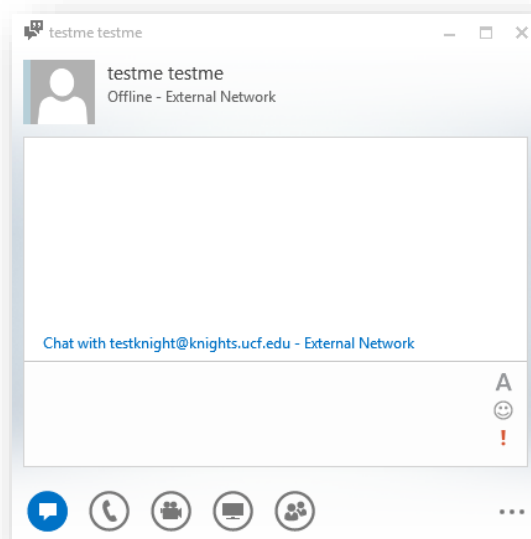 testme testme
testme testme
Offline - External Network
Chat with testknight@knights.ucf.edu - External Network
A
!